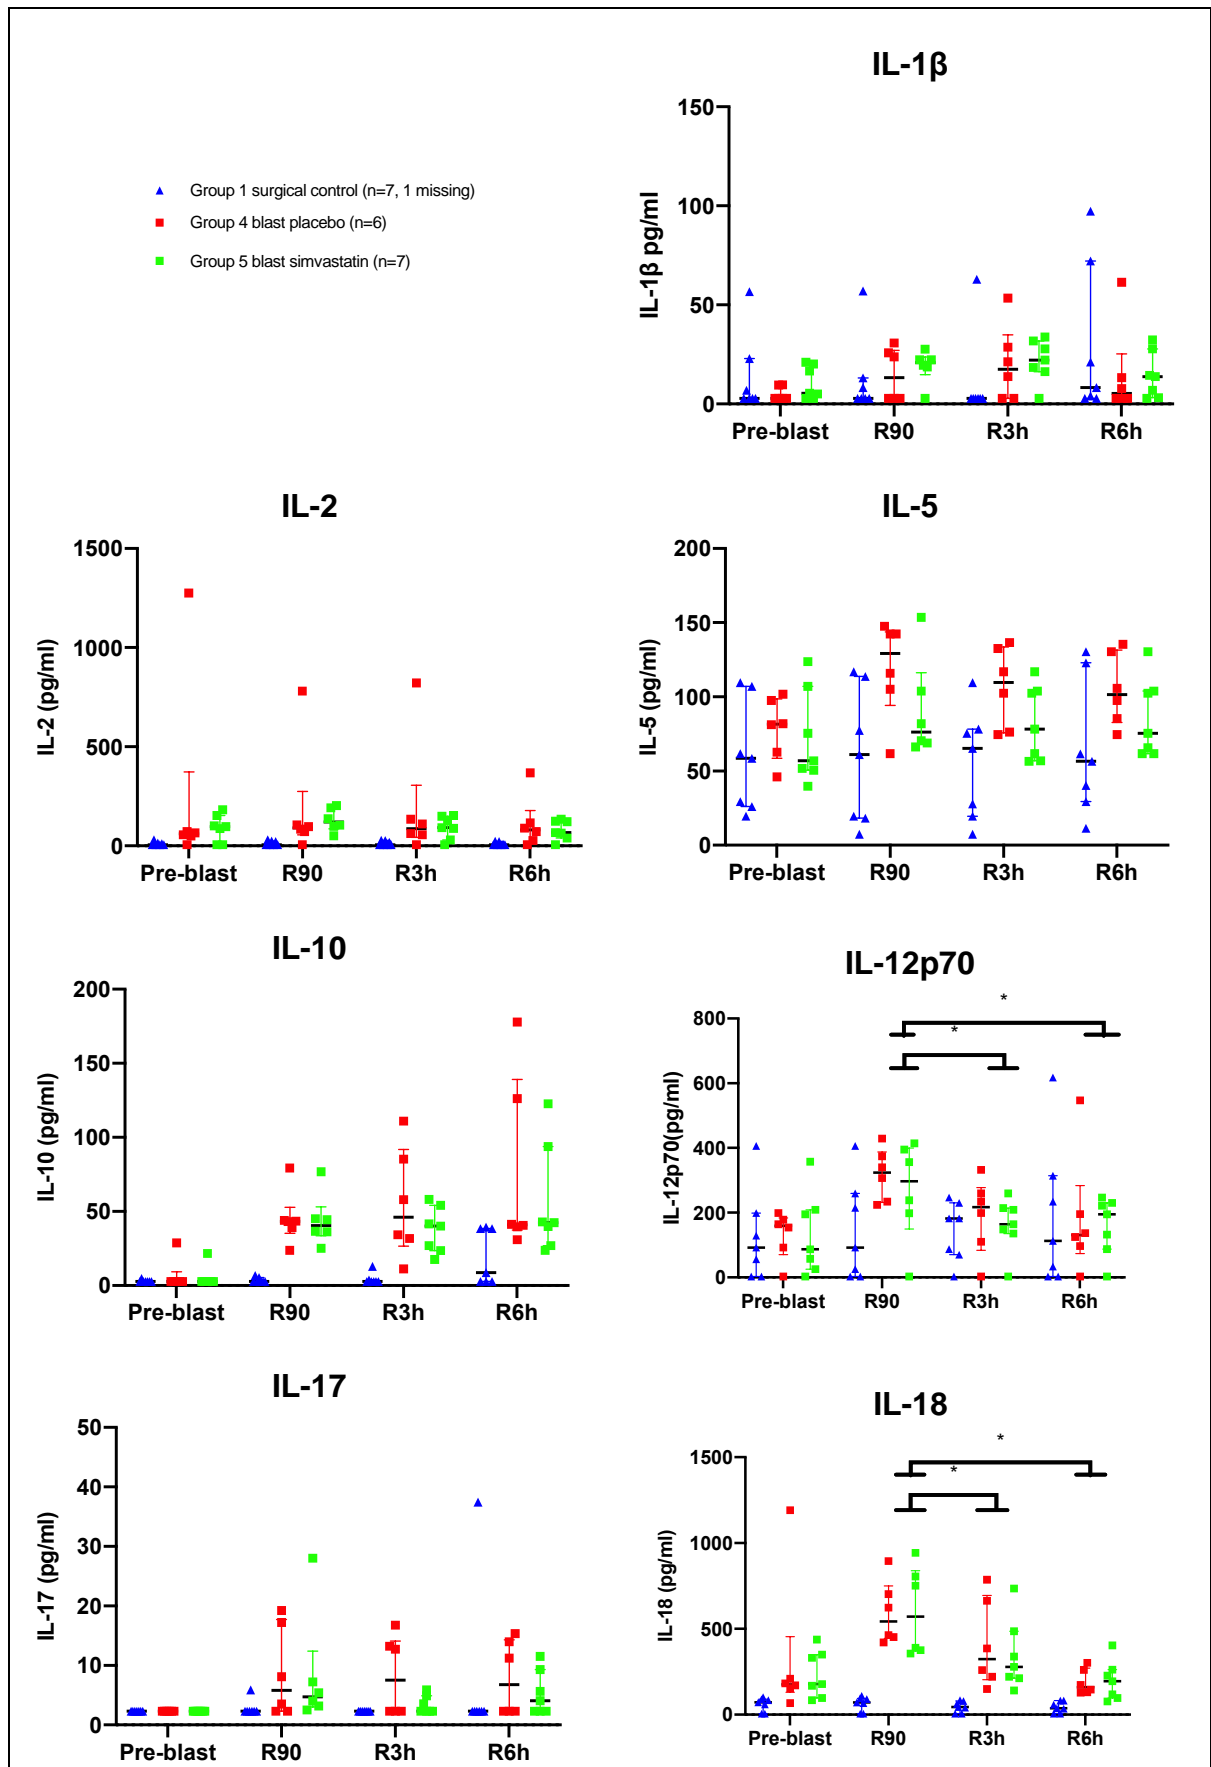 IL-1β
150
100
50
0
IL-1β pg/ml
Pre-blast R90 R3h R6h
Group 1 surgical control (n=7, 1 missing)
Group 4 blast placebo (n=6)
Group 5 blast simvastatin (n=7)
IL-2
1500
1000
500
0
IL-2 (pg/ml)
Pre-blast R90 R3h R6h
IL-5
200
150
100
50
0
IL-5 (pg/ml)
Pre-blast R90 R3h R6h
IL-10
200
150
100
50
0
IL-10 (pg/ml)
Pre-blast R90 R3h R6h
IL-12p70
*
*
800
600
400
200
0
IL-12p70(pg/ml)
Pre-blast R90 R3h R6h
IL-17
50
40
30
20
10
0
IL-17 (pg/ml)
Pre-blast R90 R3h R6h
IL-18
*
*
1500
1000
500
0
IL-18 (pg/ml)
Pre-blast R90 R3h R6h